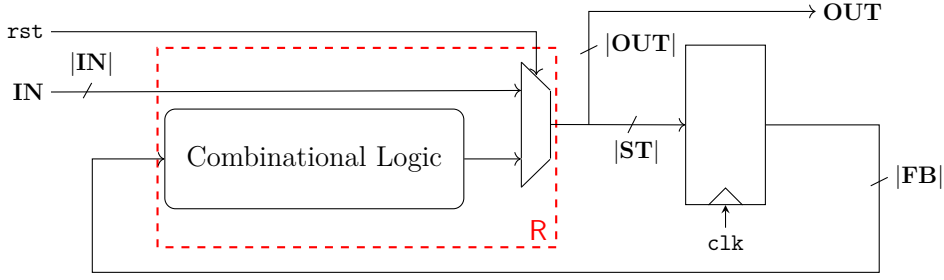 OUT
rst
|OUT|
|IN|
IN
Combinational Logic
|ST|
|FB|
R
clk